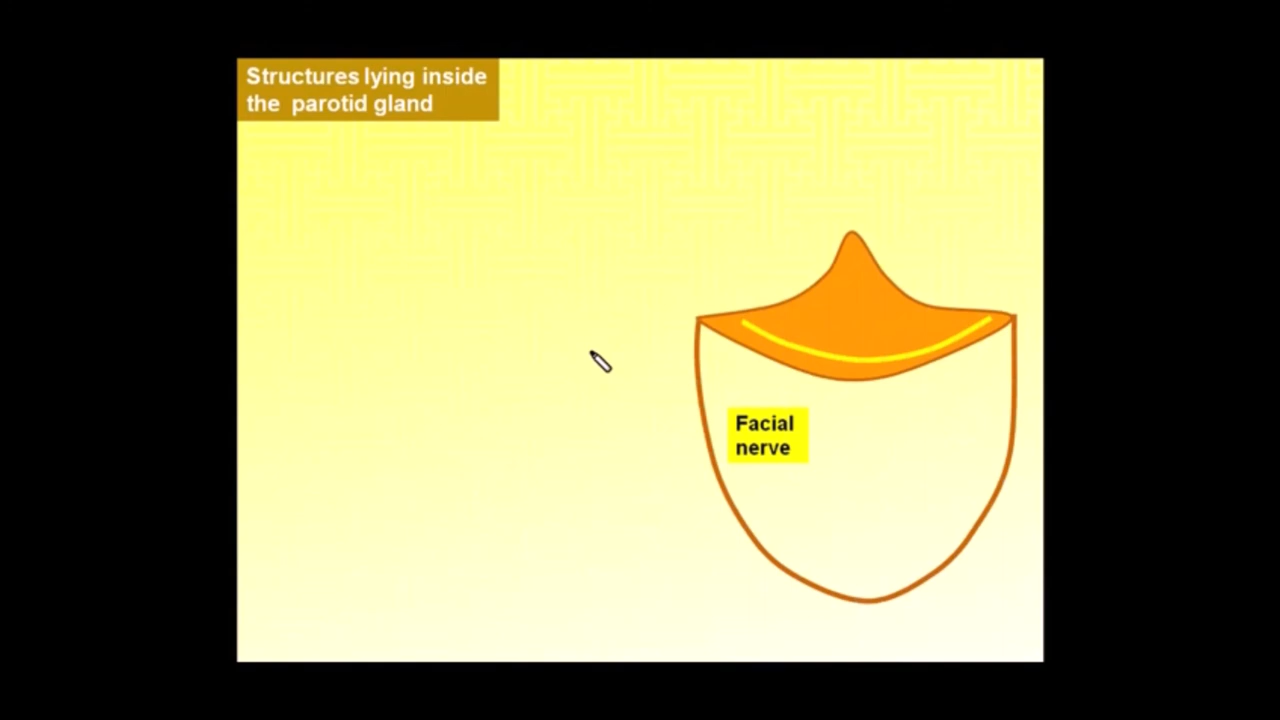 Structures lying inside
the parotid gland
Facial
nerve